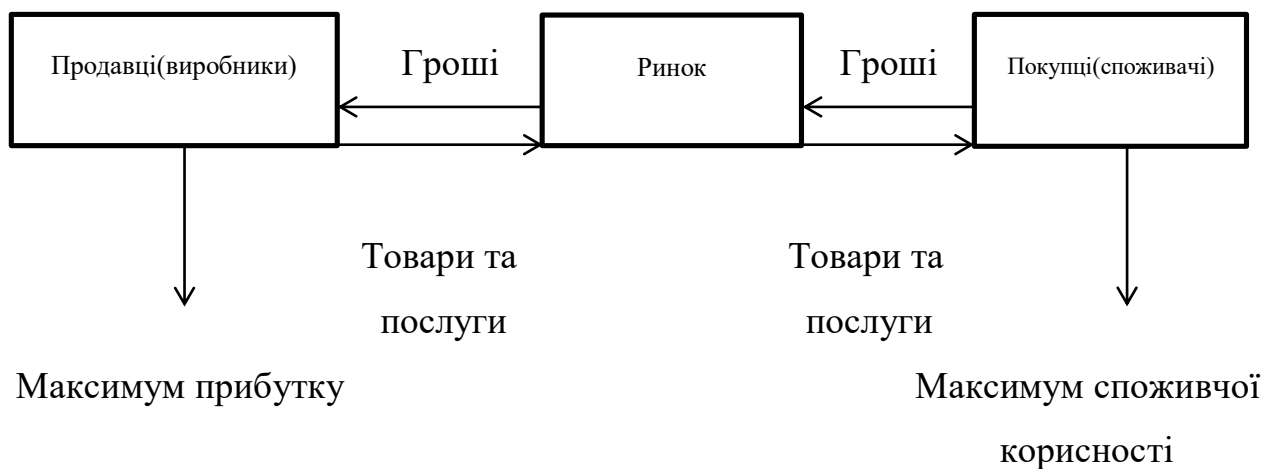 Продавці(виробники)
Гроші
Ринок
Гроші
Покупці(споживачі)
Товари та
послуги
Товари та
послуги
Максимум прибутку
Максимум споживчої
корисності